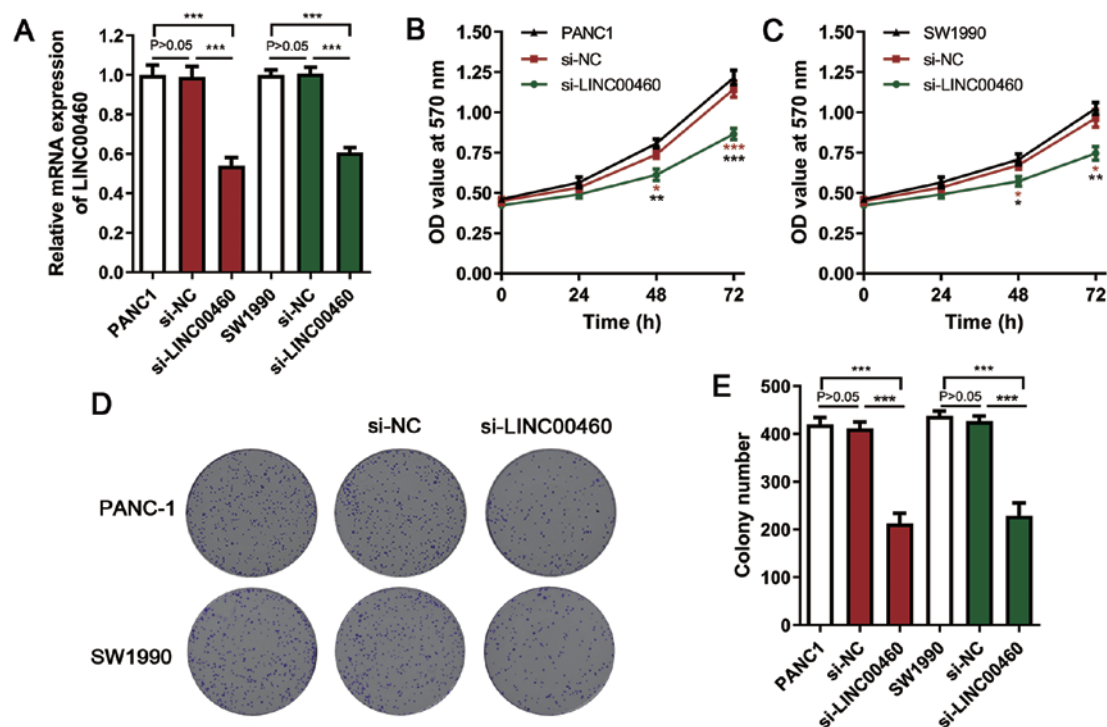 A
Relative mRNA expression
of LINC00460
1.2
1.0
0.8
0.6
0.4
0.2
0.0
***
***
P>0.05
***
P>0.05
***
PANC1
si-NC
si-LINC00460
SW1990
si-NC
si-LINC00460
B
PANC1
si-NC
si-LINC00460
OD value at 570 nm
1.50
1.25
1.00
0.75
0.50
0.25
0.00
*
**
***
***
0
24
48
72
Time (h)
C
SW1990
si-NC
si-LINC00460
OD value at 570 nm
1.50
1.25
1.00
0.75
0.50
0.25
0.00
*
*
*
**
0
24
48
72
Time (h)
D
si-NC
si-LINC00460
PANC-1
SW1990
E
Colony number
500
400
300
200
100
0
***
***
P>0.05
***
P>0.05
***
PANC1
si-NC
si-LINC00460
SW1990
si-NC
si-LINC00460